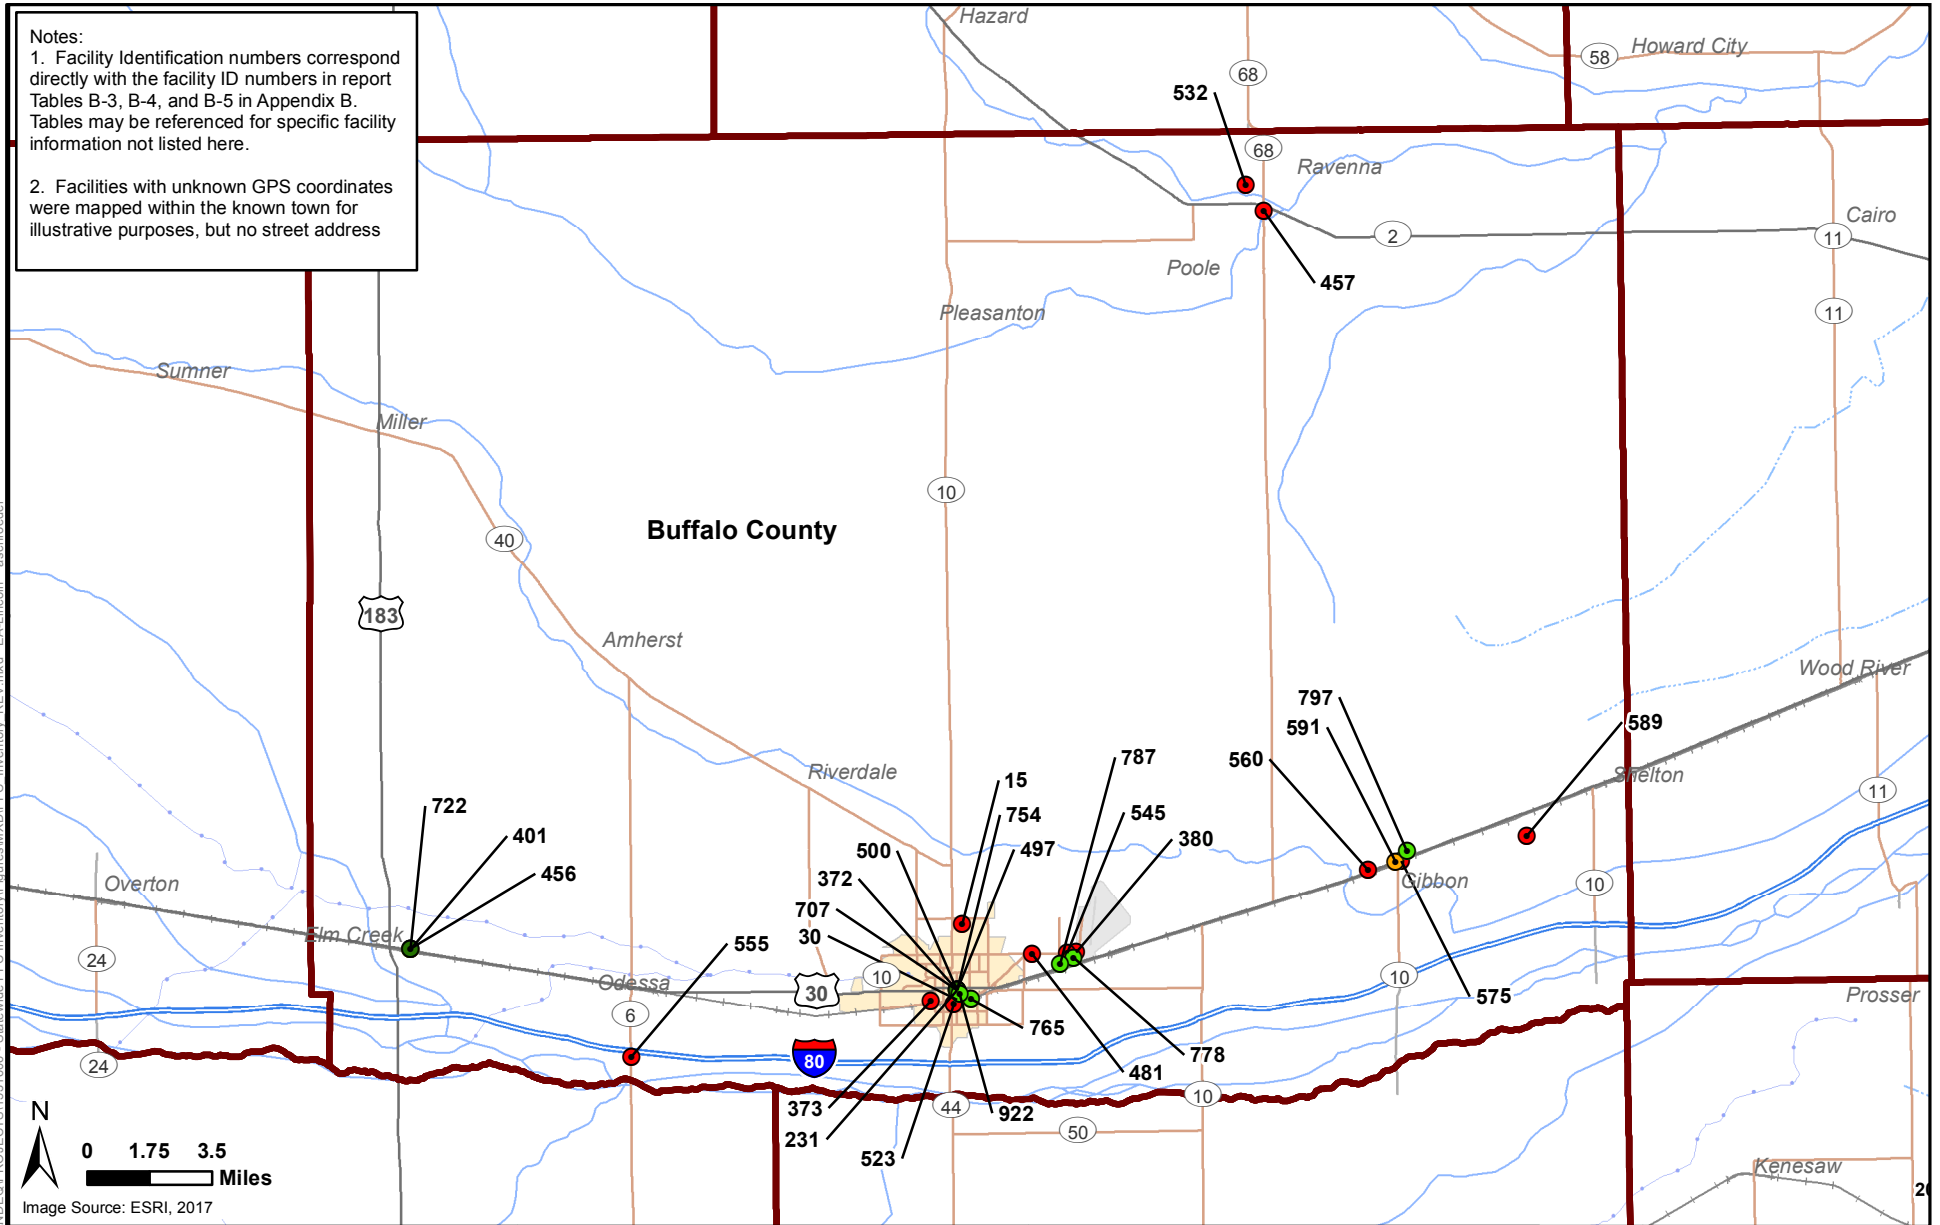 Notes:
1. Facility Identification numbers correspond
directly with the facility ID numbers in report
Tables B-3, B-4, and B-5 in Appendix B.
Tables may be referenced for specific facility
information not listed here.
2. Facilities with unknown GPS coordinates
were mapped within the known town for
illustrative purposes, but no street address
Hazard
Howard City
58
68
532
68
Ravenna
Cairo
11
2
Poole
457
11
Pleasanton
Sumner
Miller
10
Buffalo County
40
183
Amherst
Wood River
797
591
589
560
787
Riverdale
15
Shelton
722
754
545
11
401
497
380
500
456
372
Overton
Gibbon
10
707
30
Elm Creek
555
24
10
10
Odessa
30
575
Prosser
6
765
778
80
24
481
10
373
44
922
50
231
523
N
0 1.75 3.5
Miles
Kenesaw
20
Image Source: ESRI, 2017